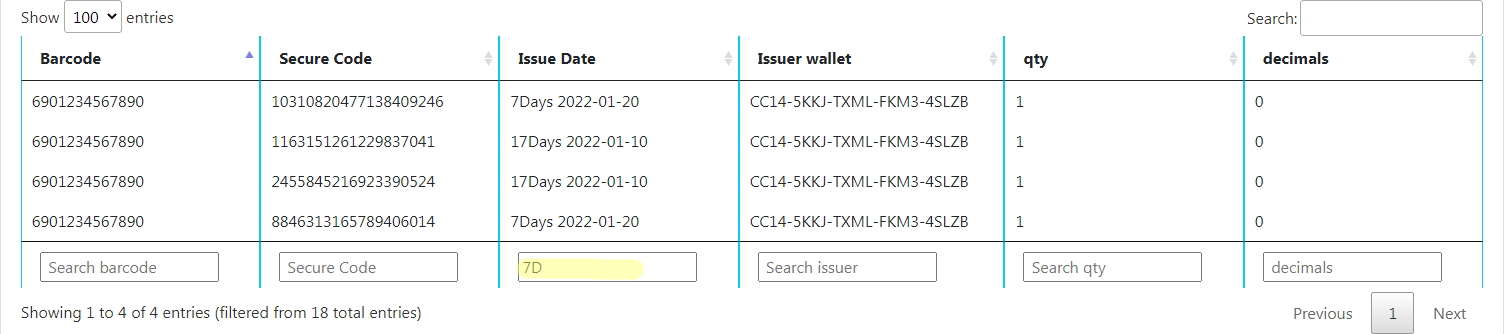 Show 100 entries Search:
Barcode Secure Code Issue Date Issuer wallet qty decimals
6901234567890 10310820477138409246 7Days 2022-01-20 CC14-5KKJ-TXML-FKM3-4SLZB 1 0
6901234567890 1163151261229837041 17Days 2022-01-10 CC14-5KKJ-TXML-FKM3-4SLZB 1 0
6901234567890 2455845216923390524 17Days 2022-01-10 CC14-5KKJ-TXML-FKM3-4SLZB 1 0
6901234567890 8846313165789406014 7Days 2022-01-20 CC14-5KKJ-TXML-FKM3-4SLZB 1 0
Search barcode Secure Code 7D Search issuer Search qty decimals
Showing 1 to 4 of 4 entries (filtered from 18 total entries) Previous 1 Next